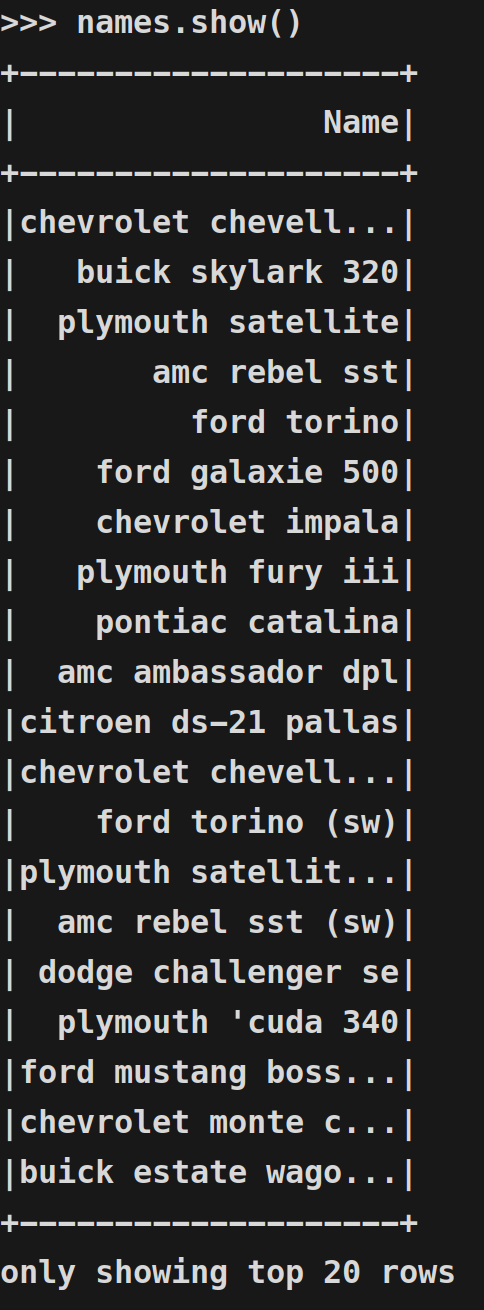 >>> names.show()
+--------------------+
|                Name|
+--------------------+
|chevrolet chevell...|
|   buick skylark 320|
|  plymouth satellite|
|       amc rebel sst|
|         ford torino|
|    ford galaxie 500|
|    chevrolet impala|
|   plymouth fury iii|
|    pontiac catalina|
|  amc ambassador dpl|
|citroen ds-21 pallas|
|chevrolet chevell...|
|    ford torino (sw)|
|plymouth satellit...|
|  amc rebel sst (sw)|
| dodge challenger se|
|  plymouth 'cuda 340|
|ford mustang boss...|
|chevrolet monte c...|
|buick estate wago...|
+--------------------+
only showing top 20 rows